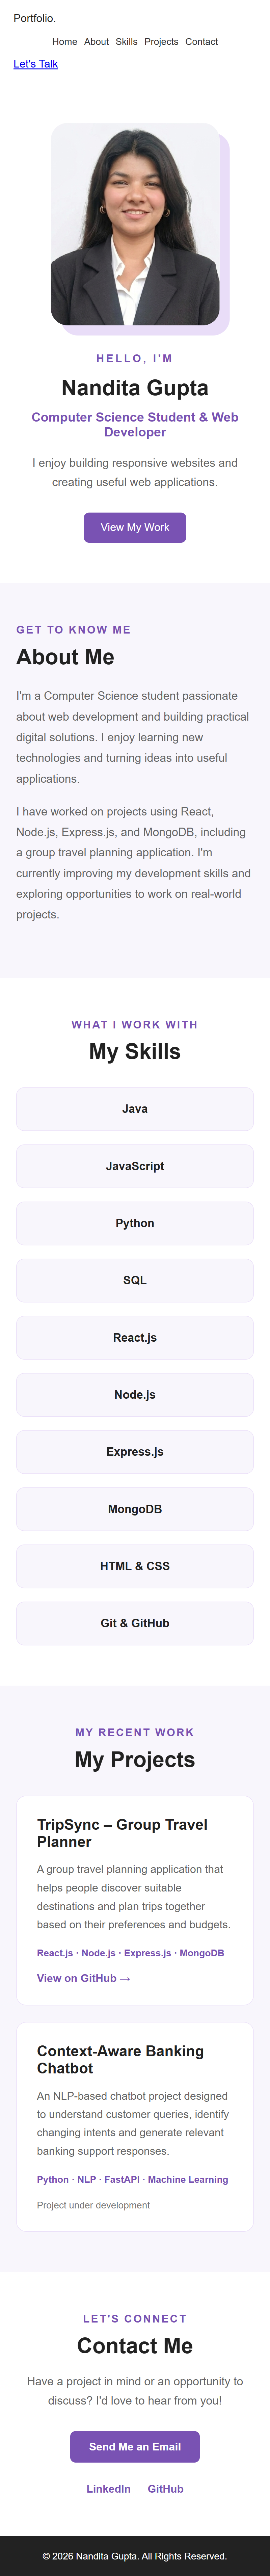 Portfolio.
Home About Skills Projects Contact
Let's Talk
HELLO, I'M
Nandita Gupta
Computer Science Student & Web
Developer
I enjoy building responsive websites and
creating useful web applications.
View My Work
GET TO KNOW ME
About Me
I'm a Computer Science student passionate
about web development and building practical
digital solutions. I enjoy learning new
technologies and turning ideas into useful
applications.
I have worked on projects using React,
Node.js, Express.js, and MongoDB, including
a group travel planning application. I'm
currently improving my development skills and
exploring opportunities to work on real-world
projects.
WHAT I WORK WITH
My Skills
Java
JavaScript
Python
SQL
React.js
Node.js
Express.js
MongoDB
HTML & CSS
Git & GitHub
MY RECENT WORK
My Projects
TripSync – Group Travel
Planner
A group travel planning application that
helps people discover suitable
destinations and plan trips together
based on their preferences and budgets.
React.js · Node.js · Express.js · MongoDB
View on GitHub →
Context-Aware Banking
Chatbot
An NLP-based chatbot project designed
to understand customer queries, identify
changing intents and generate relevant
banking support responses.
Python · NLP · FastAPI · Machine Learning
Project under development
LET'S CONNECT
Contact Me
Have a project in mind or an opportunity to
discuss? I'd love to hear from you!
Send Me an Email
LinkedIn GitHub
© 2026 Nandita Gupta. All Rights Reserved.